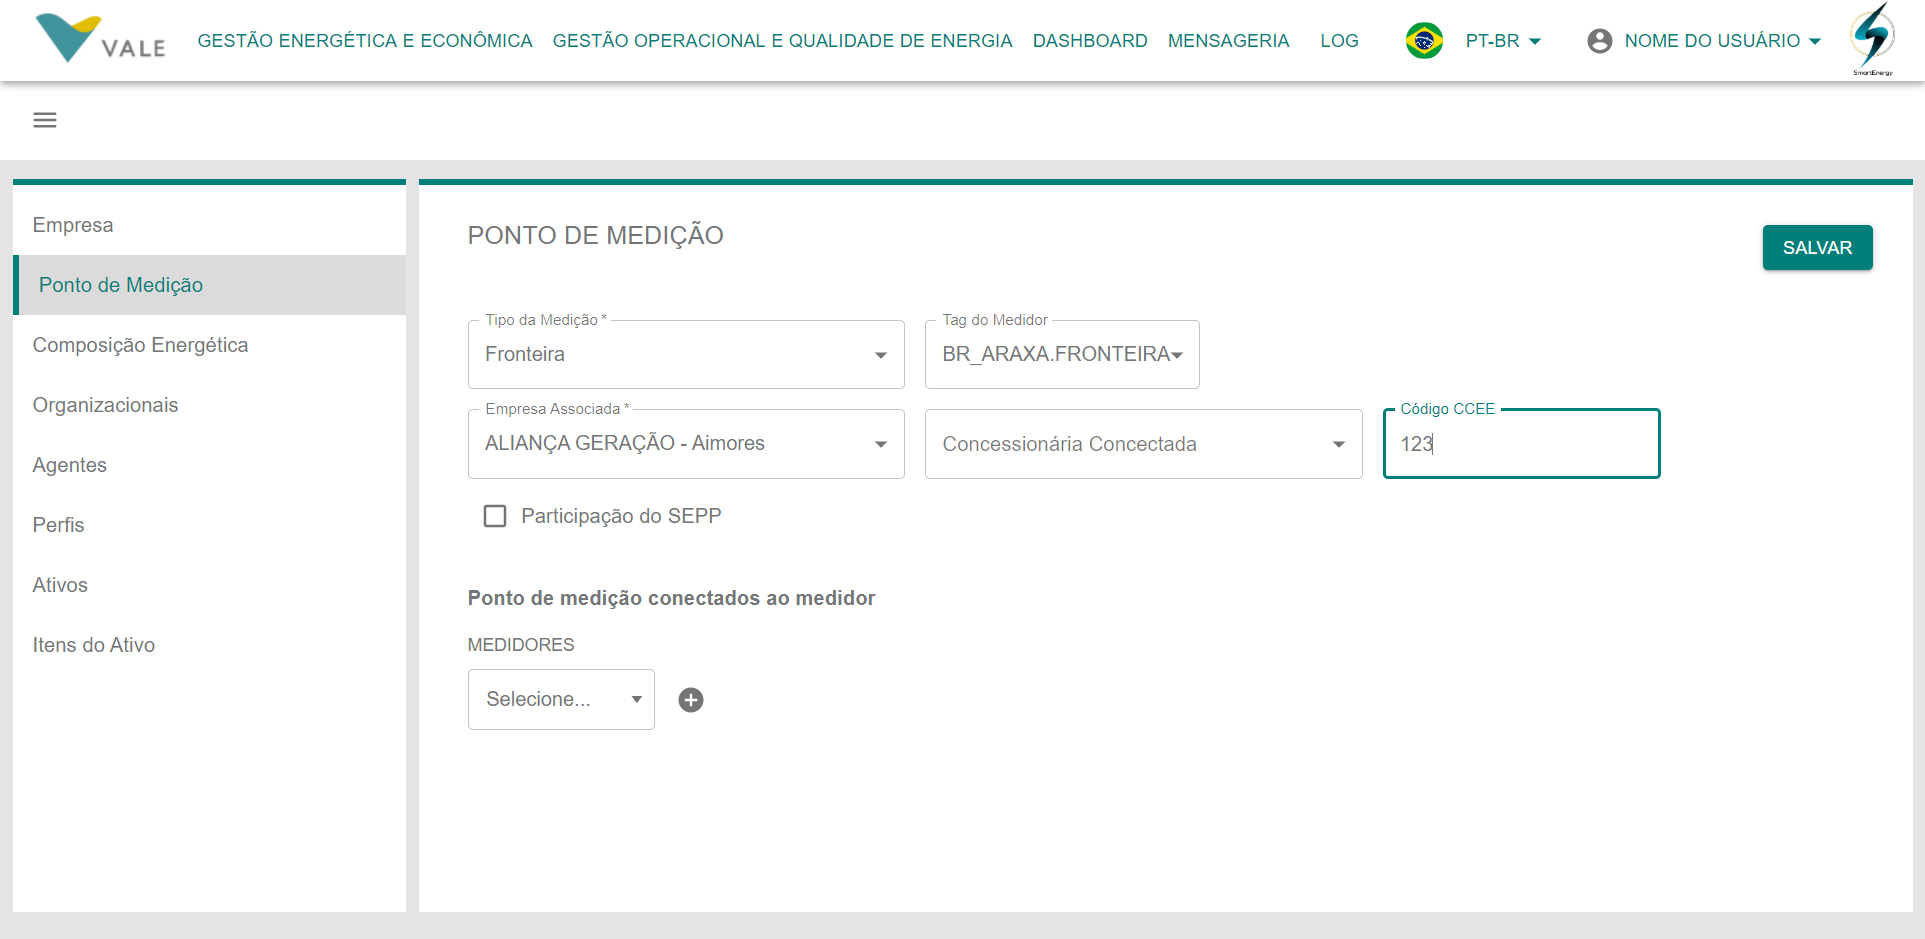 VALE
GESTÃO ENERGÉTICA E ECONÔMICA
GESTÃO OPERACIONAL E QUALIDADE DE ENERGIA
DASHBOARD
MENSAGERIA
LOG
PT-BR
NOME DO USUÁRIO
SmartEnergy
Empresa
Ponto de Medição
Composição Energética
Organizacionais
Agentes
Perfis
Ativos
Itens do Ativo
PONTO DE MEDIÇÃO
SALVAR
Tipo da Medição *
Fronteira
Tag do Medidor
BR_ARAXA.FRONTEIRA
Empresa Associada *
ALIANÇA GERAÇÃO - Aimores
Concessionária Concectada
Código CCEE
123
Participação do SEPP
Ponto de medição conectados ao medidor
MEDIDORES
Selecione...